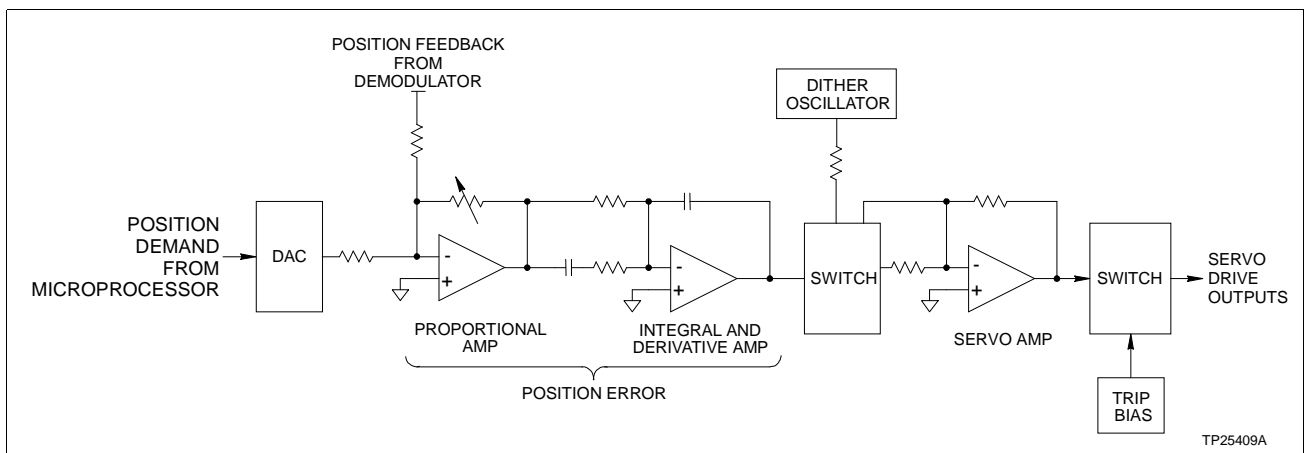 POSITION FEEDBACK
FROM
DEMODULATOR
DITHER
OSCILLATOR
POSITION
DEMAND
FROM
MICROPROCESSOR
DAC
-
+
-
+
SWITCH
-
+
SWITCH
SERVO
DRIVE
OUTPUTS
PROPORTIONAL
AMP
INTEGRAL AND
DERIVATIVE AMP
SERVO AMP
POSITION ERROR
TRIP
BIAS
TP25409A